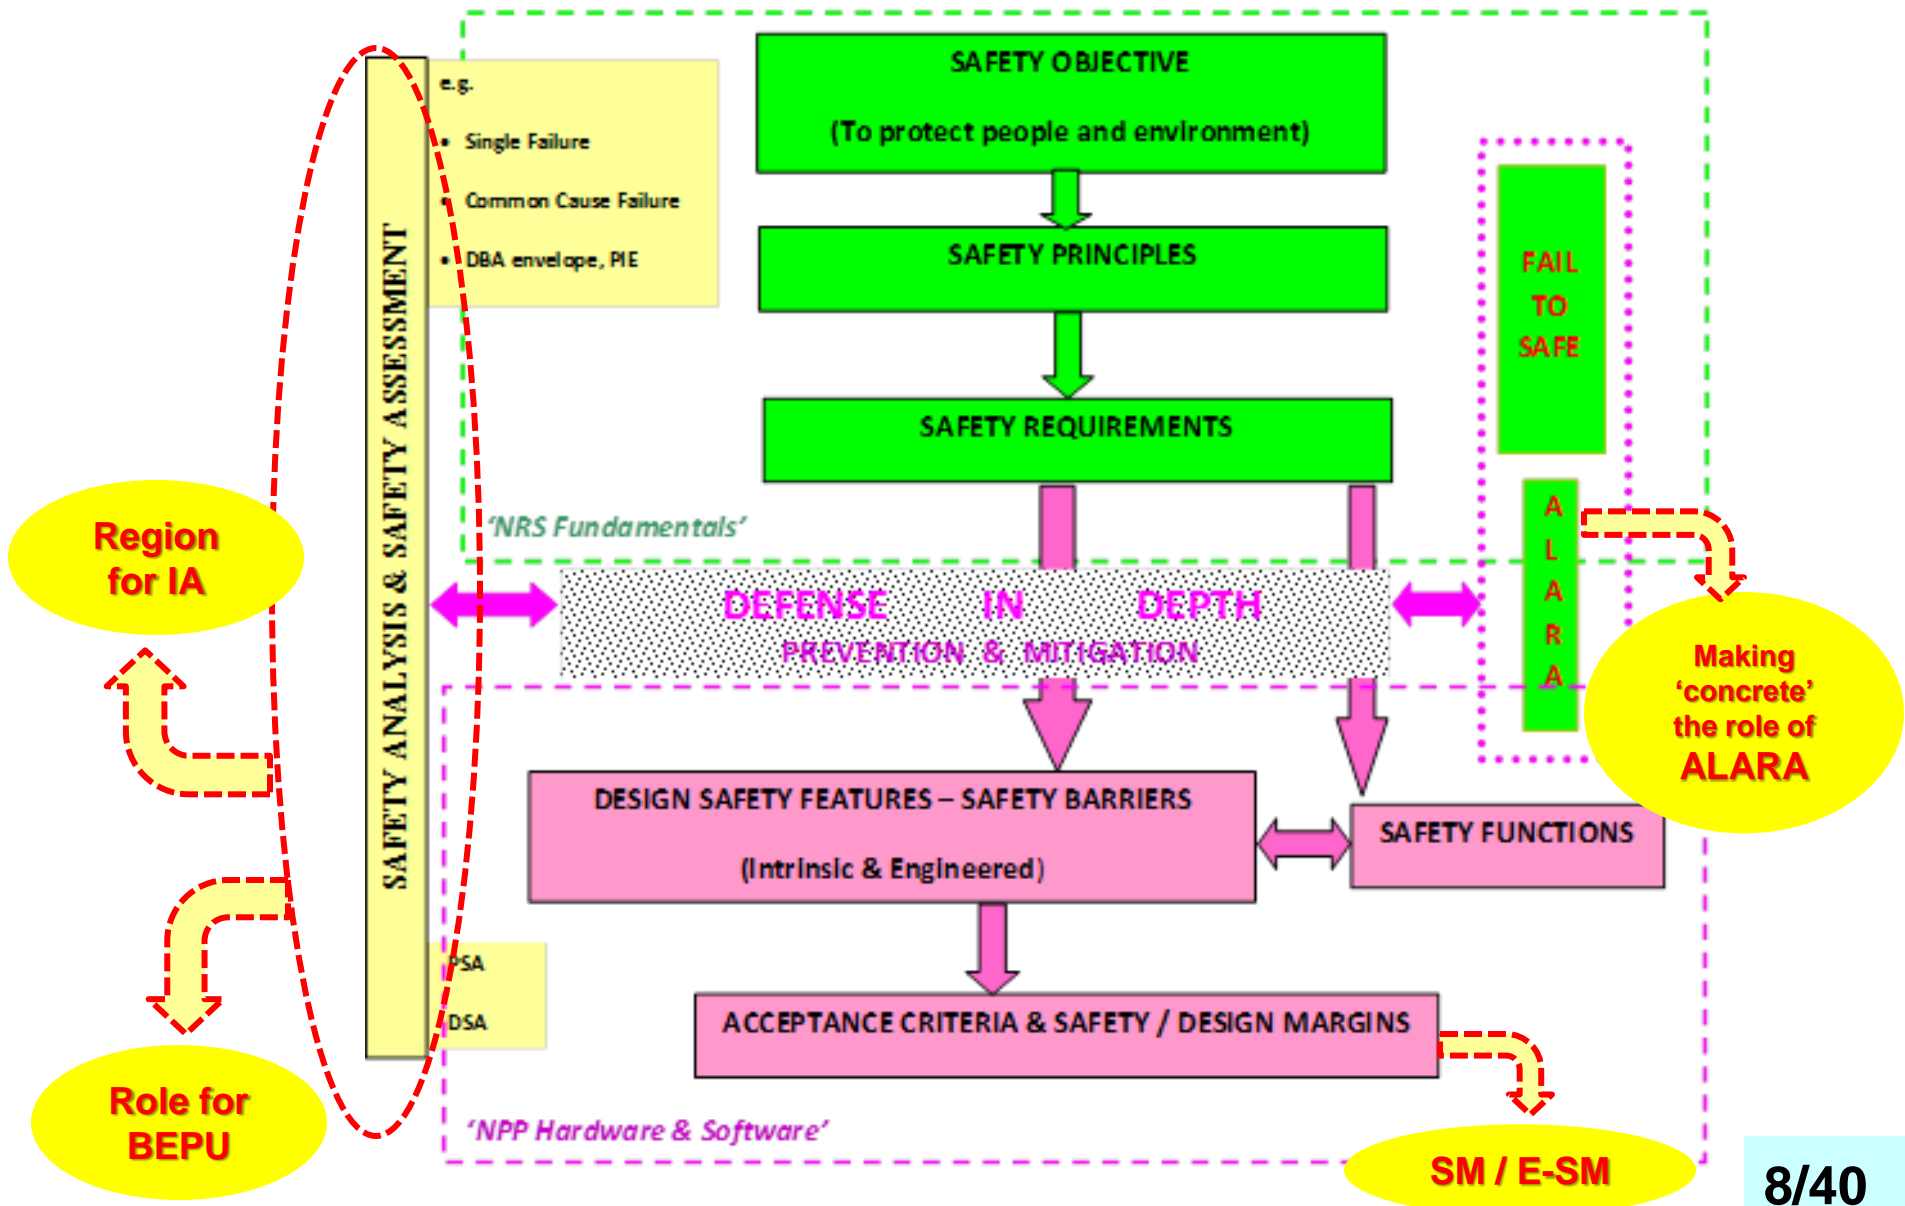 e.g.
• Single Failure
• Common Cause Failure
• DBA envelope, PIE
SAFETY ANALYSIS & SAFETY ASSESSMENT
SAFETY OBJECTIVE
(To protect people and environment)
SAFETY PRINCIPLES
SAFETY REQUIREMENTS
FAIL
TO
SAFE
A
L
A
R
A
‘NRS Fundamentals’
Region
for IA
DEFENSE IN DEPTH
PREVENTION & MITIGATION
Making
‘concrete’
the role of
ALARA
DESIGN SAFETY FEATURES – SAFETY BARRIERS
(Intrinsic & Engineered)
SAFETY FUNCTIONS
PSA
DSA
ACCEPTANCE CRITERIA & SAFETY / DESIGN MARGINS
Role for
BEPU
‘NPP Hardware & Software’
SM / E-SM
8/40